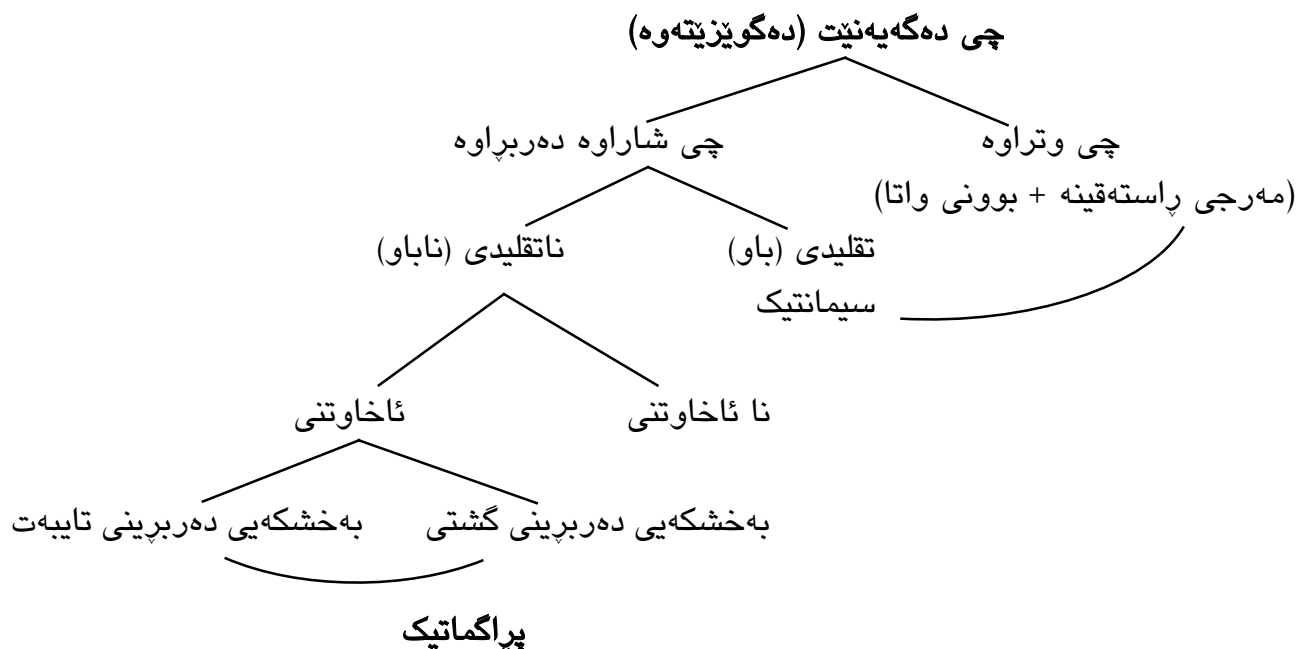 چی دەگەیەنێت (دەگوێزێتەوە)
چی وتراوە
چی شاراوە دەربڕاوە
(مەرجی ڕاستەقینە + بوونی واتا)
تقلیدی (باو)
ناتقلیدی (ناباو)
سیمانتیک
نا ئاخاوتنی
ئاخاوتنی
بەخشکەیی دەربڕینی گشتی
بەخشکەیی دەربڕینی تایبەت
پڕاگماتیک